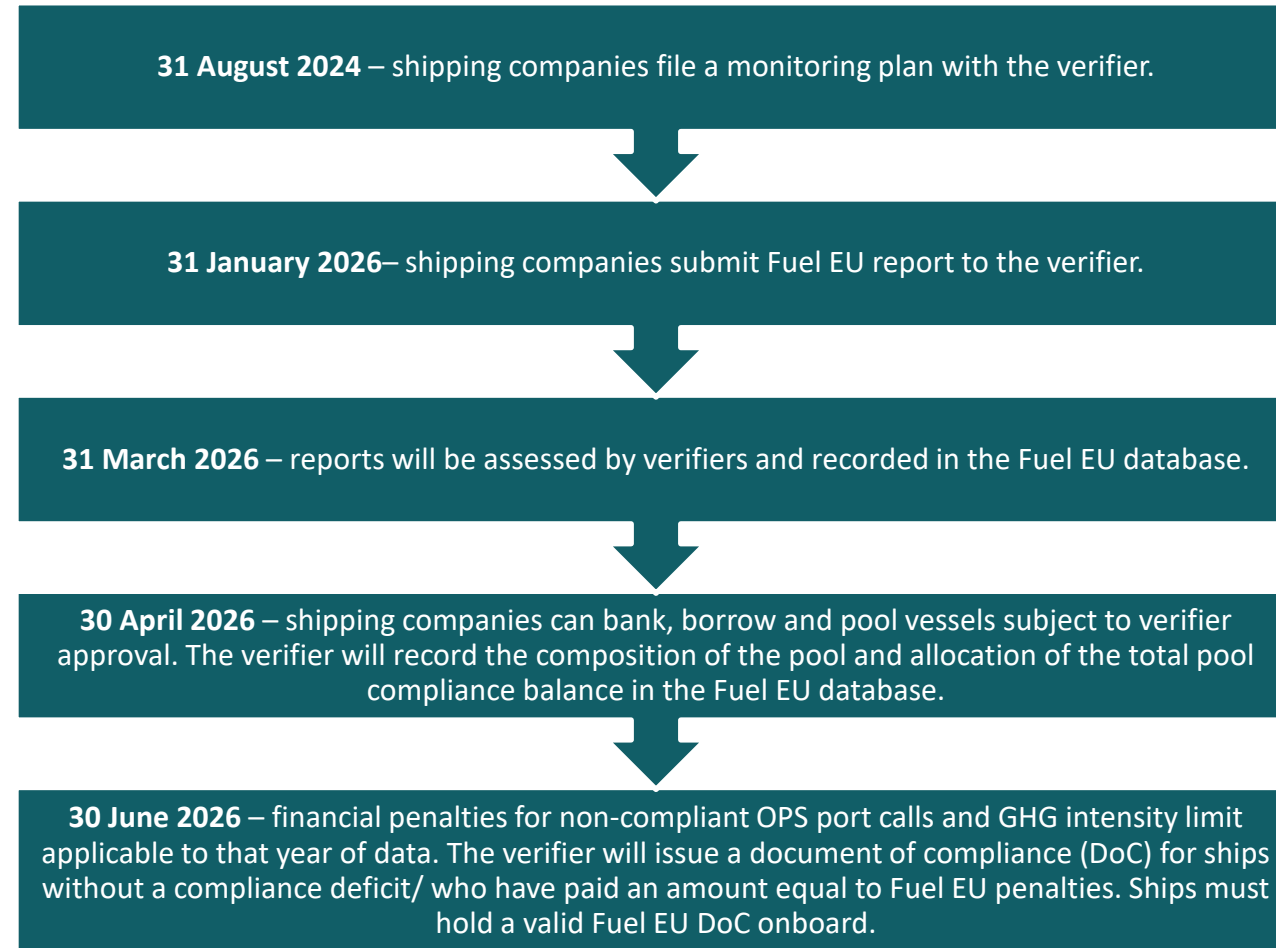 31 August 2024 – shipping companies file a monitoring plan with the verifier.
31 January 2026– shipping companies submit Fuel EU report to the verifier.
31 March 2026 – reports will be assessed by verifiers and recorded in the Fuel EU database.
30 April 2026 – shipping companies can bank, borrow and pool vessels subject to verifier
approval. The verifier will record the composition of the pool and allocation of the total pool
compliance balance in the Fuel EU database.
30 June 2026 – financial penalties for non-compliant OPS port calls and GHG intensity limit
applicable to that year of data. The verifier will issue a document of compliance (DoC) for ships
without a compliance deficit/ who have paid an amount equal to Fuel EU penalties. Ships must
hold a valid Fuel EU DoC onboard.